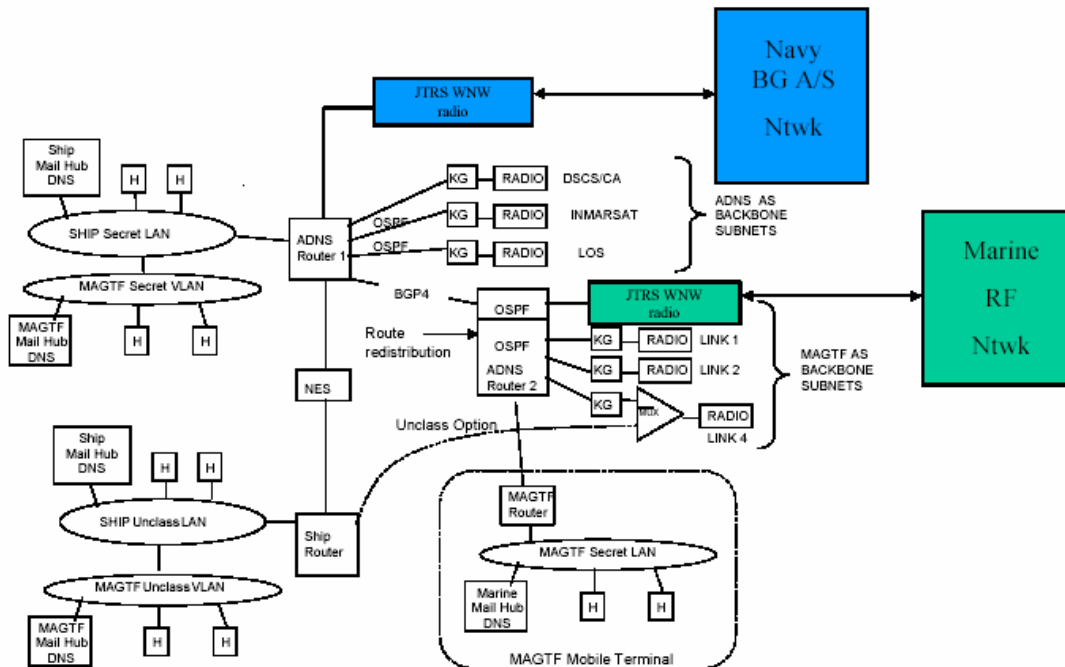 Navy
BG A/S
Ntwk
JTRS WNW
radio
Ship
Mail Hub
DNS
H
H
KG
RADIO
DSCS/CA
OSPF
KG
RADIO
INMARSAT
ADNS AS
BACKBONE
SUBNETS
SHIP Secret LAN
ADNS
Router 1
OSPF
KG
RADIO
LOS
Marine
RF
Ntwk
MAGTF Secret VLAN
BGP4
OSPF
JTRS WNW
radio
MAGTF
Mail Hub
DNS
H
H
Route
redistribution
OSPF
ADNS
Router 2
KG
RADIO
LINK 1
KG
RADIO
LINK 2
MAGTF AS
BACKBONE
SUBNETS
NES
KG
MUX
RADIO
LINK 4
Unclass Option
Ship
Mail Hub
DNS
H
H
SHIP Unclass LAN
Ship
Router
MAGTF
Router
MAGTF Unclass VLAN
MAGTF Secret LAN
MAGTF
Mail Hub
DNS
H
H
Marine
Mail Hub
DNS
H
H
MAGTF Mobile Terminal